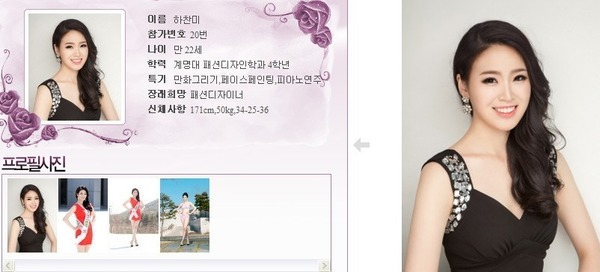 이름 하찬미
참가번호 20번
나이 만 22세
학력 계명대 패션디자인학과 4학년
특기 만화그리기,페이스페인팅,피아노연주
장래희망 패션디자이너
신체사항 171cm,50kg,34-25-36
프로필사진